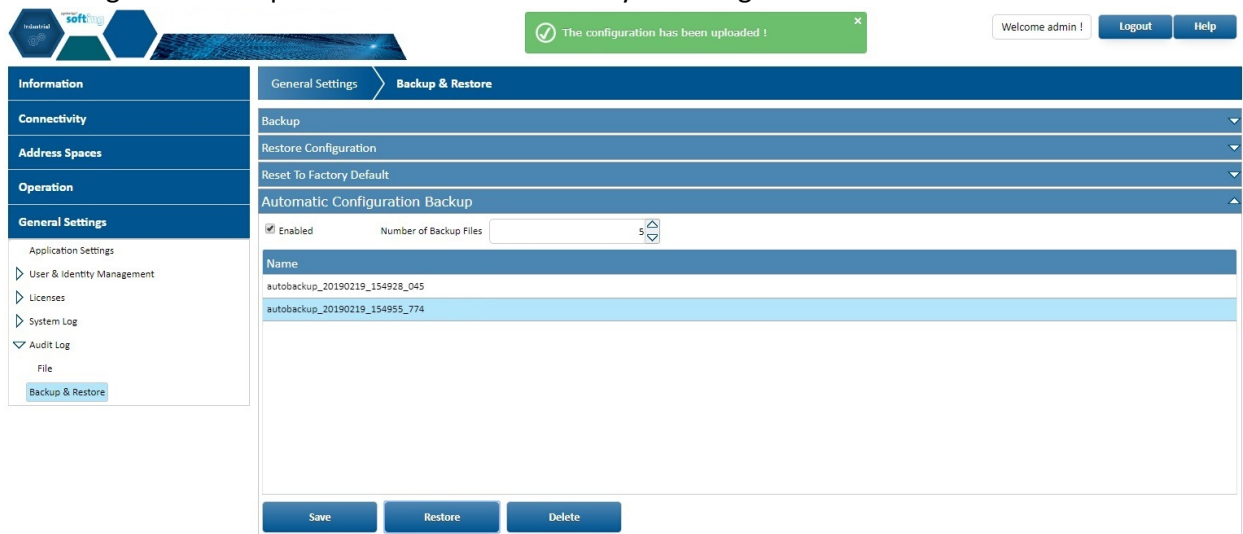 Industrial
softing
The configuration has been uploaded !
×
Welcome admin !
Logout
Help
Information
Connectivity
Address Spaces
Operation
General Settings
Application Settings
User & Identity Management
Licenses
System Log
Audit Log
File
Backup & Restore
General Settings
Backup & Restore
Backup
Restore Configuration
Reset To Factory Default
Automatic Configuration Backup
Enabled
Number of Backup Files
5
Name
autobackup_20190219_154928_045
autobackup_20190219_154955_774
Save
Restore
Delete